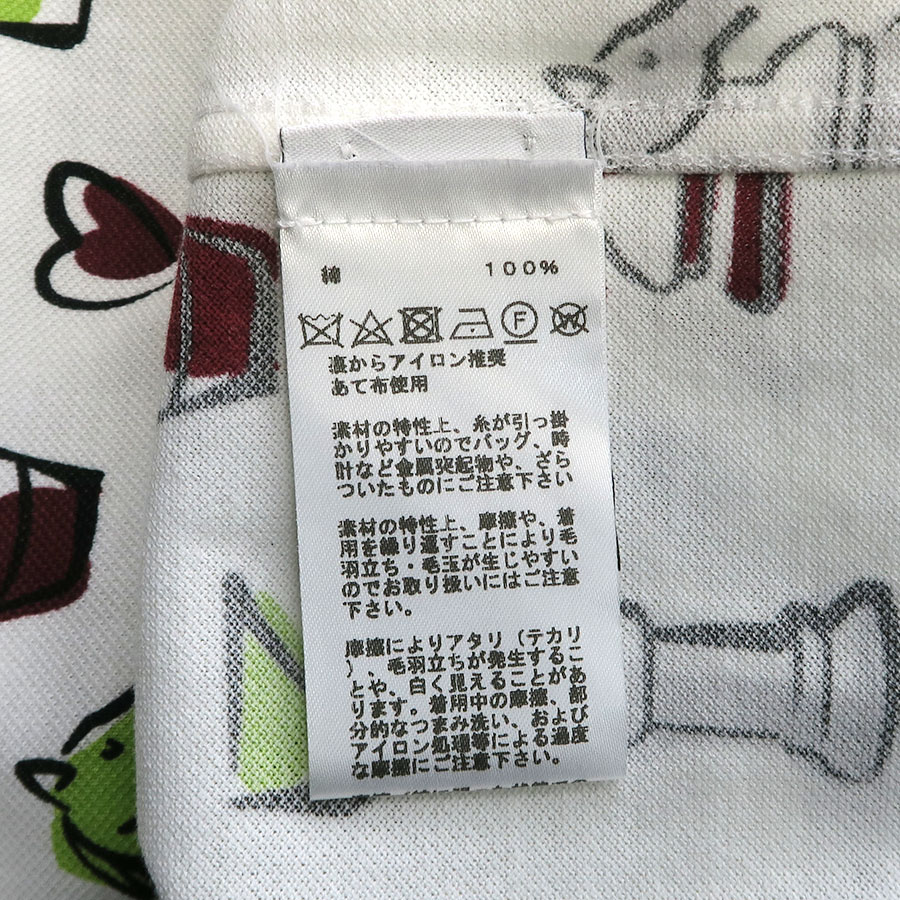 綿 100%
F W
裏からアイロン推奨
あて布使用
素材の特性上、糸が引っ掛
かりやすいのでバッグ、時
計など金属突起物や、ざら
ついたものにご注意下さい
素材の特性上、摩擦や、着
用を繰り返すことにより毛
羽立ち・毛玉が生じやすい
のでお取り扱いにはご注意
下さい。
摩擦によりアタリ（テカリ
）、毛羽立ちが発生するこ
とや、白く見えることがあ
ります。着用中の摩擦、部
分的なつまみ洗い、および
アイロン処理等による過度
な摩擦にご注意下さい。